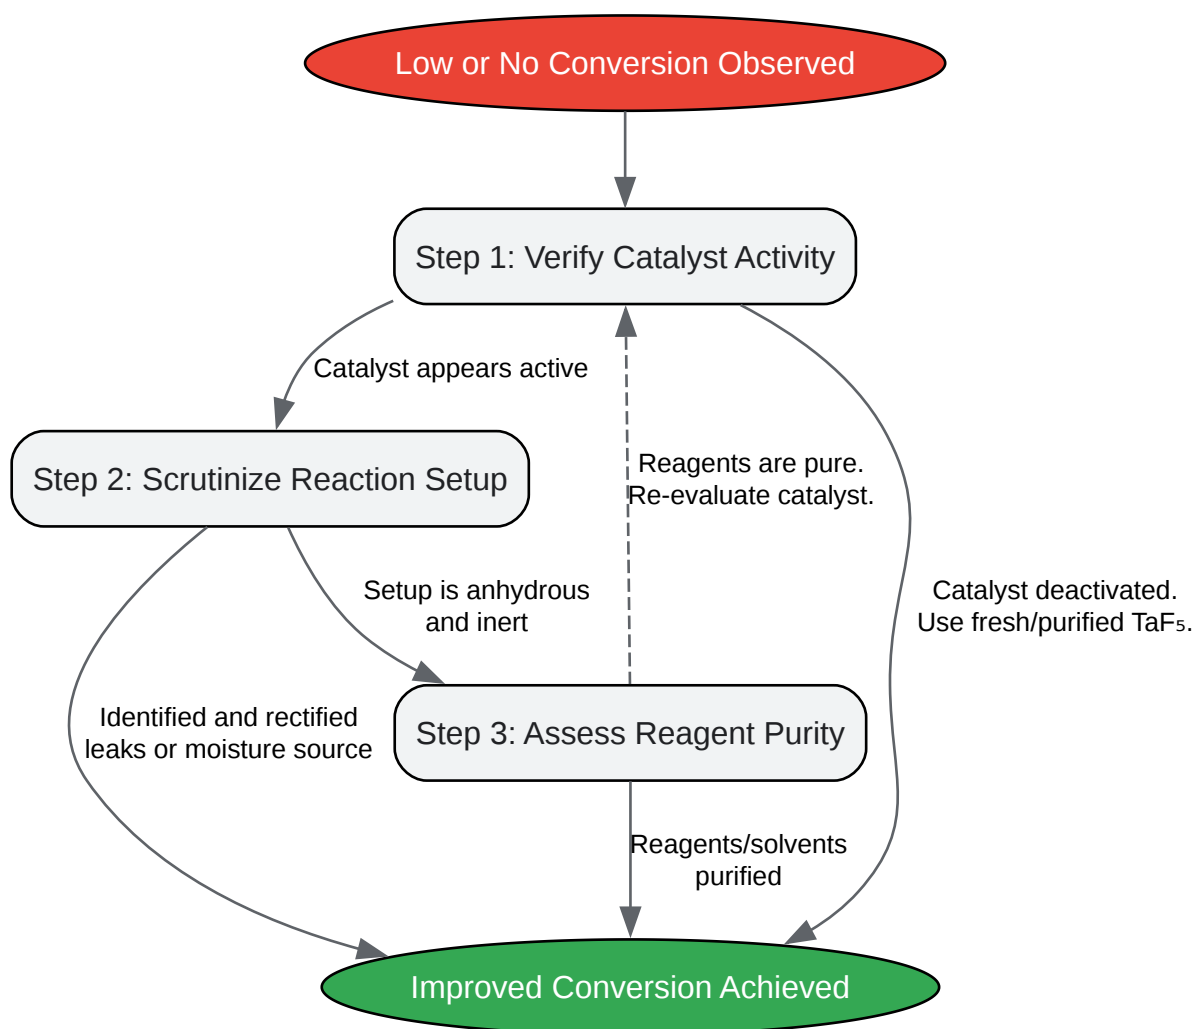 Low or No Conversion Observed
Step 1: Verify Catalyst Activity
Catalyst appears active
Step 2: Scrutinize Reaction Setup
Reagents are pure.
Re-evaluate catalyst.
Setup is anhydrous
and inert
Catalyst deactivated.
Use fresh/purified TaF₅.
Identified and rectified
leaks or moisture source
Step 3: Assess Reagent Purity
Reagents/solvents
purified
Improved Conversion Achieved